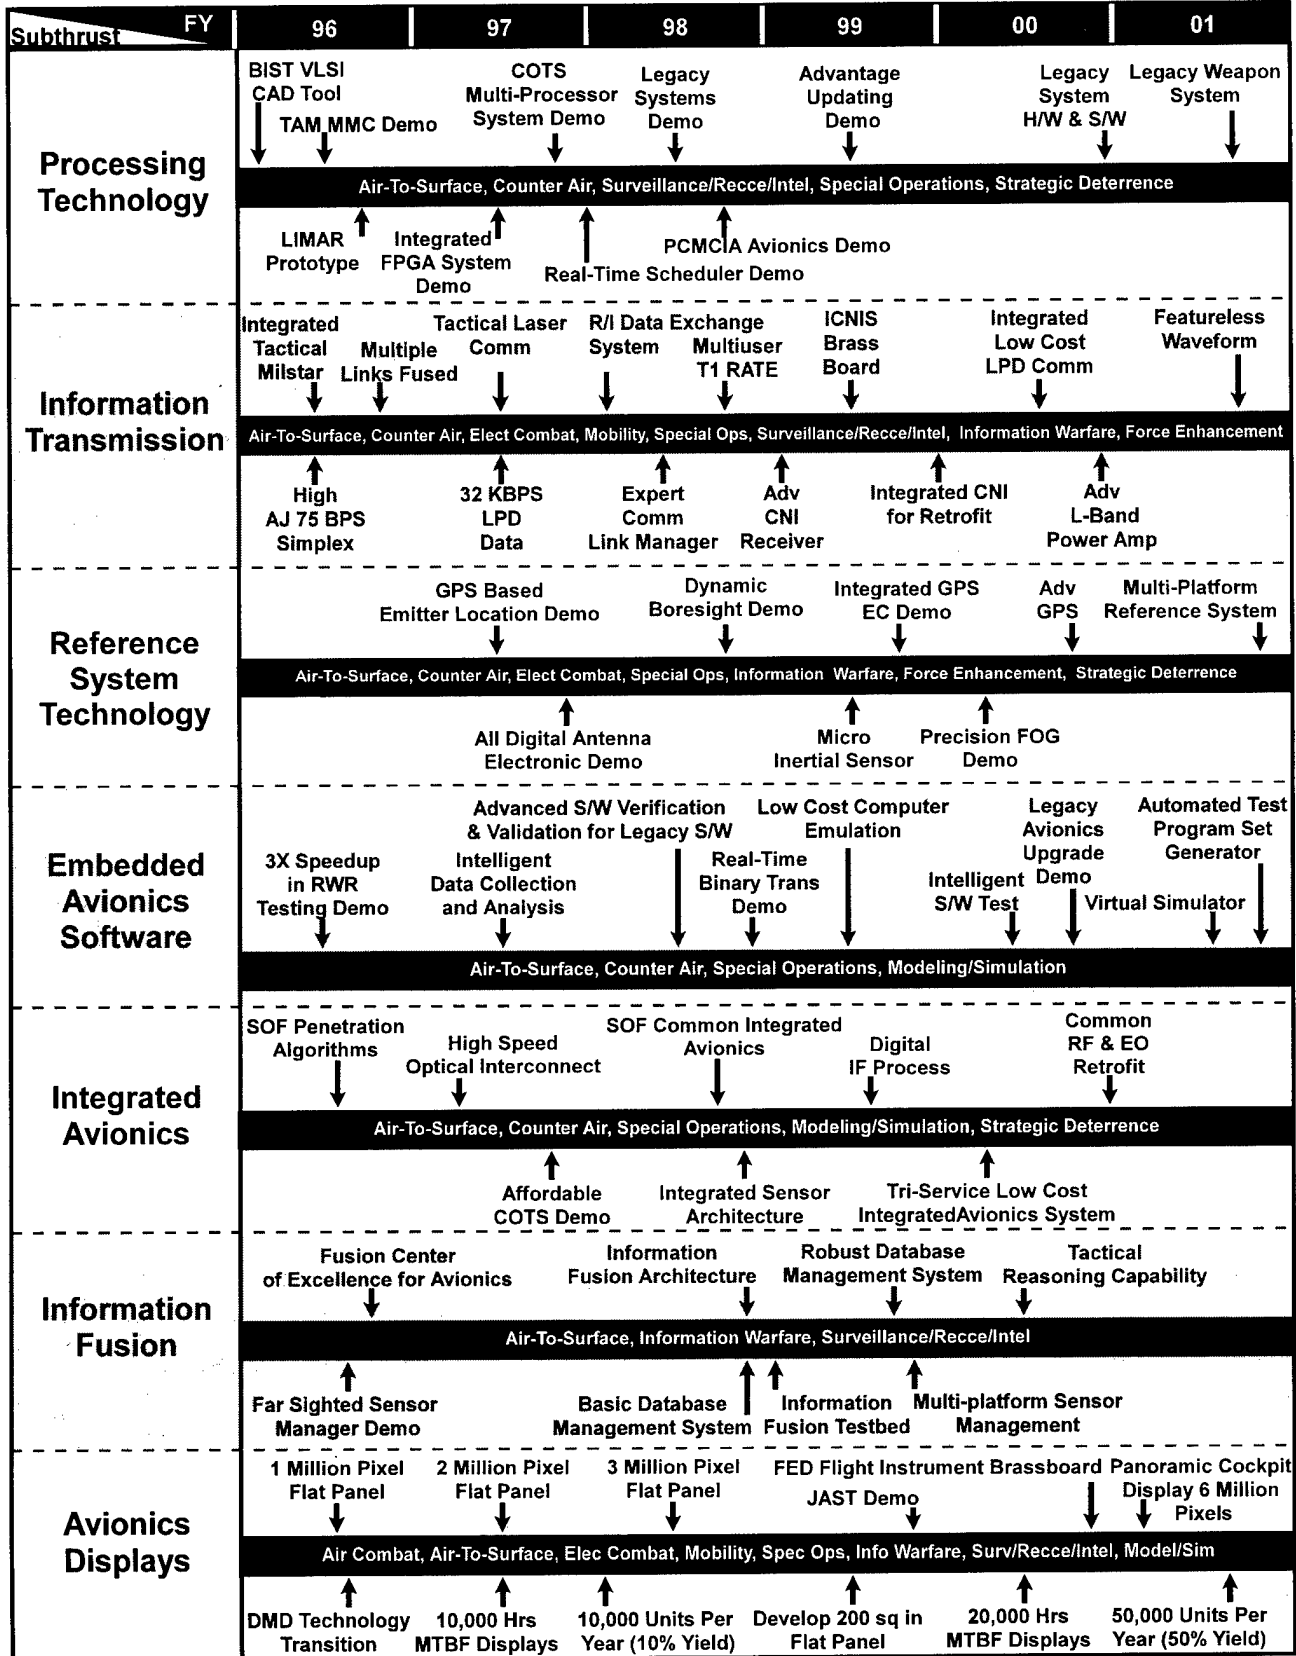 Subthrust FY 96 97 98 99 00 01
Processing
Technology
BIST VLSI
CAD Tool
TAM MMC Demo
COTS
Multi-Processor
System Demo
Legacy
Systems
Demo
Advantage
Updating
Demo
Legacy
System
H/W & S/W
Legacy Weapon
System
Air-To-Surface, Counter Air, Surveillance/Recce/Intel, Special Operations, Strategic Deterrence
LIMAR
Prototype
Integrated
FPGA System
Demo
Real-Time Scheduler Demo
PCMCIA Avionics Demo
Information
Transmission
Integrated
Tactical
Milstar
Multiple
Links Fused
Tactical Laser
Comm
R/I Data Exchange
System
Multiuser
T1 RATE
ICNIS
Brass
Board
Integrated
Low Cost
LPD Comm
Featureless
Waveform
Air-To-Surface, Counter Air, Elect Combat, Mobility, Special Ops, Surveillance/Recce/Intel, Information Warfare, Force Enhancement
High
AJ 75 BPS
Simplex
32 KBPS
LPD
Data
Expert
Comm
Link Manager
Adv
CNI
Receiver
Integrated CNI
for Retrofit
Adv
L-Band
Power Amp
Reference
System
Technology
GPS Based
Emitter Location Demo
Dynamic
Boresight Demo
Integrated GPS
EC Demo
Adv
GPS
Multi-Platform
Reference System
Air-To-Surface, Counter Air, Elect Combat, Special Ops, Information Warfare, Force Enhancement, Strategic Deterrence
All Digital Antenna
Electronic Demo
Micro
Inertial Sensor
Precision FOG
Demo
Embedded
Avionics
Software
3X Speedup
in RWR
Testing Demo
Advanced S/W Verification
& Validation for Legacy S/W
Intelligent
Data Collection
and Analysis
Real-Time
Binary Trans
Demo
Low Cost Computer
Emulation
Intelligent
S/W Test
Legacy
Avionics
Upgrade
Demo
Virtual Simulator
Automated Test
Program Set
Generator
Air-To-Surface, Counter Air, Special Operations, Modeling/Simulation
Integrated
Avionics
SOF Penetration
Algorithms
High Speed
Optical Interconnect
SOF Common Integrated
Avionics
Digital
IF Process
Common
RF & EO
Retrofit
Air-To-Surface, Counter Air, Special Operations, Modeling/Simulation, Strategic Deterrence
Affordable
COTS Demo
Integrated Sensor
Architecture
Tri-Service Low Cost
IntegratedAvionics System
Information
Fusion
Fusion Center
of Excellence for Avionics
Information
Fusion Architecture
Robust Database
Management System
Tactical
Reasoning Capability
Air-To-Surface, Information Warfare, Surveillance/Recce/Intel
Far Sighted Sensor
Manager Demo
Basic Database
Management System
Information
Fusion Testbed
Multi-platform Sensor
Management
Avionics
Displays
1 Million Pixel
Flat Panel
2 Million Pixel
Flat Panel
3 Million Pixel
Flat Panel
FED Flight Instrument Brassboard
JAST Demo
Panoramic Cockpit
Display 6 Million
Pixels
Air Combat, Air-To-Surface, Elec Combat, Mobility, Spec Ops, Info Warfare, Surv/Recce/Intel, Model/Sim
DMD Technology
Transition
10,000 Hrs
MTBF Displays
10,000 Units Per
Year (10% Yield)
Develop 200 sq in
Flat Panel
20,000 Hrs
MTBF Displays
50,000 Units Per
Year (50% Yield)